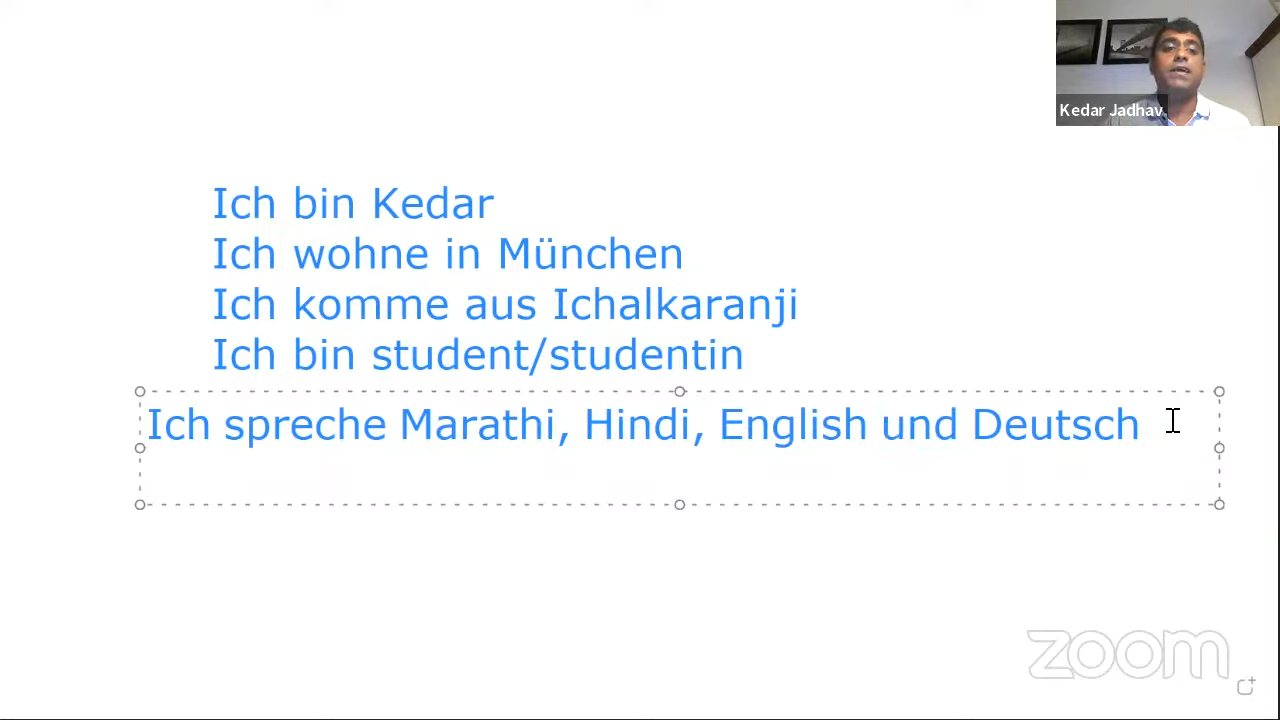 Kedar Jadhav
Ich bin Kedar
Ich wohne in München
Ich komme aus Ichalkaranji
Ich bin student/studentin
Ich spreche Marathi, Hindi, English und Deutsch
zoom